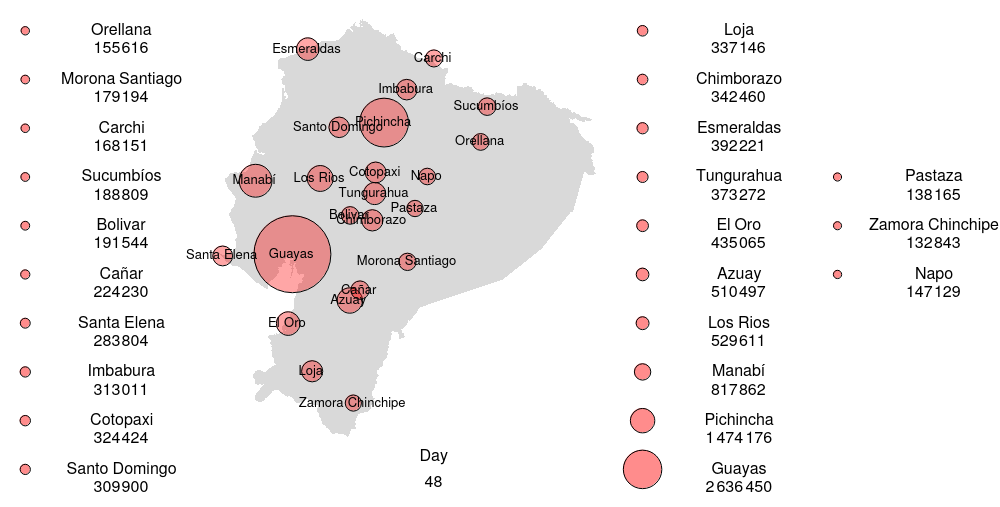 Orellana
155616
Morona Santiago
179194
Carchi
168151
Sucumbíos
188809
Bolivar
191544
Cañar
224230
Santa Elena
283804
Imbabura
313011
Cotopaxi
324424
Santo Domingo
309900
Esmeraldas
Carchi
Imbabura
Sucumbíos
Pichincha
Santo Domingo
Orellana
Cotopaxi
Napo
Los Rios
Manabí
Tungurahua
Pastaza
Bolivar
Chimborazo
Guayas
Santa Elena
Morona Santiago
Cañar
Azuay
El Oro
Loja
Zamora Chinchipe
Day
48
Loja
337146
Chimborazo
342460
Esmeraldas
392221
Tungurahua
373272
El Oro
435065
Azuay
510497
Los Rios
529611
Manabí
817862
Pichincha
1474176
Guayas
2636450
Pastaza
138165
Zamora Chinchipe
132843
Napo
147129